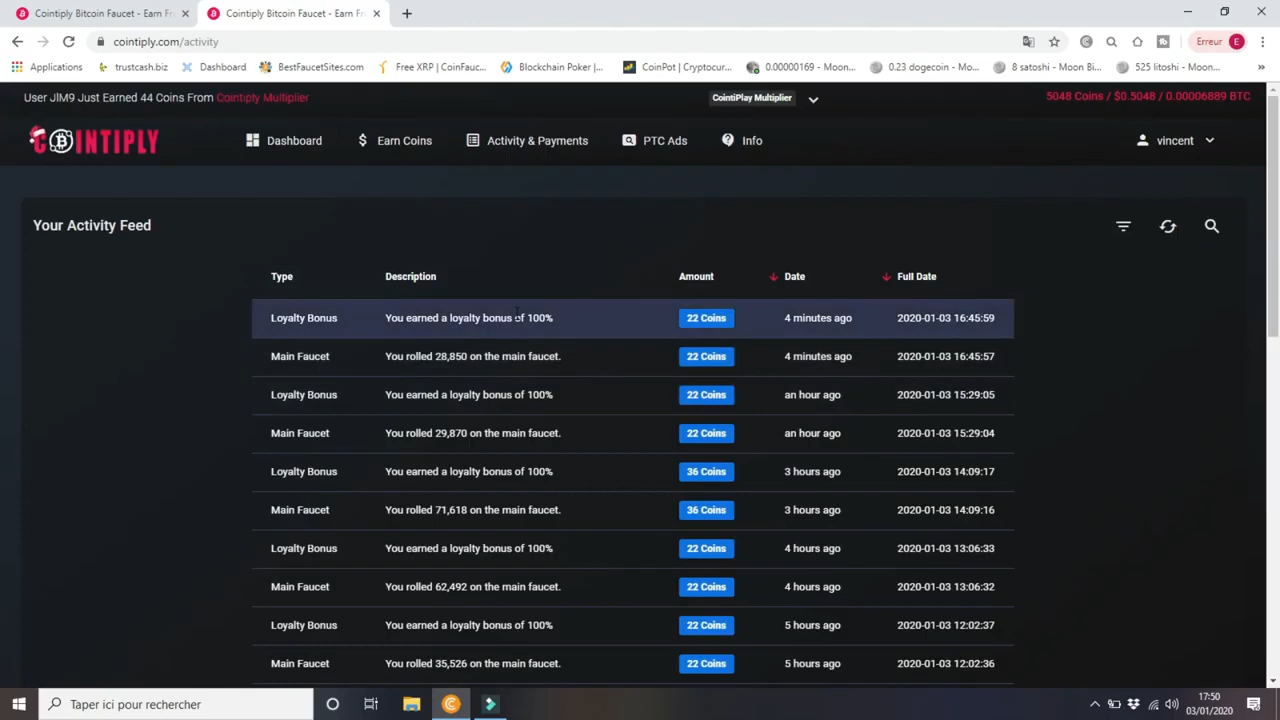 Cointiply Bitcoin Faucet - Earn Fr
Cointiply Bitcoin Faucet - Earn Fr
cointiply.com/activity
Erreur E
Applications trustcash.biz Dashboard BestFaucetSites.com Free XRP | CoinFauc... Blockchain Poker |... CoinPot | Cryptocur... 0.00000169 - Moon... 0.23 dogecoin - Mo... 8 satoshi - Moon Bi... 525 litoshi - Moon...
User JIM9 Just Earned 44 Coins From Cointiply Multiplier
CointiPlay Multiplier
5048 Coins / $0.5048 / 0.00006889 BTC
COINTIPLY Dashboard Earn Coins Activity & Payments PTC Ads Info vincent
Your Activity Feed
Type Description Amount Date Full Date
Loyalty Bonus You earned a loyalty bonus of 100% 22 Coins 4 minutes ago 2020-01-03 16:45:59
Main Faucet You rolled 28,850 on the main faucet. 22 Coins 4 minutes ago 2020-01-03 16:45:57
Loyalty Bonus You earned a loyalty bonus of 100% 22 Coins an hour ago 2020-01-03 15:29:05
Main Faucet You rolled 29,870 on the main faucet. 22 Coins an hour ago 2020-01-03 15:29:04
Loyalty Bonus You earned a loyalty bonus of 100% 36 Coins 3 hours ago 2020-01-03 14:09:17
Main Faucet You rolled 71,618 on the main faucet. 36 Coins 3 hours ago 2020-01-03 14:09:16
Loyalty Bonus You earned a loyalty bonus of 100% 22 Coins 4 hours ago 2020-01-03 13:06:33
Main Faucet You rolled 62,492 on the main faucet. 22 Coins 4 hours ago 2020-01-03 13:06:32
Loyalty Bonus You earned a loyalty bonus of 100% 22 Coins 5 hours ago 2020-01-03 12:02:37
Main Faucet You rolled 35,526 on the main faucet. 22 Coins 5 hours ago 2020-01-03 12:02:36
Taper ici pour rechercher
17:50
03/01/2020